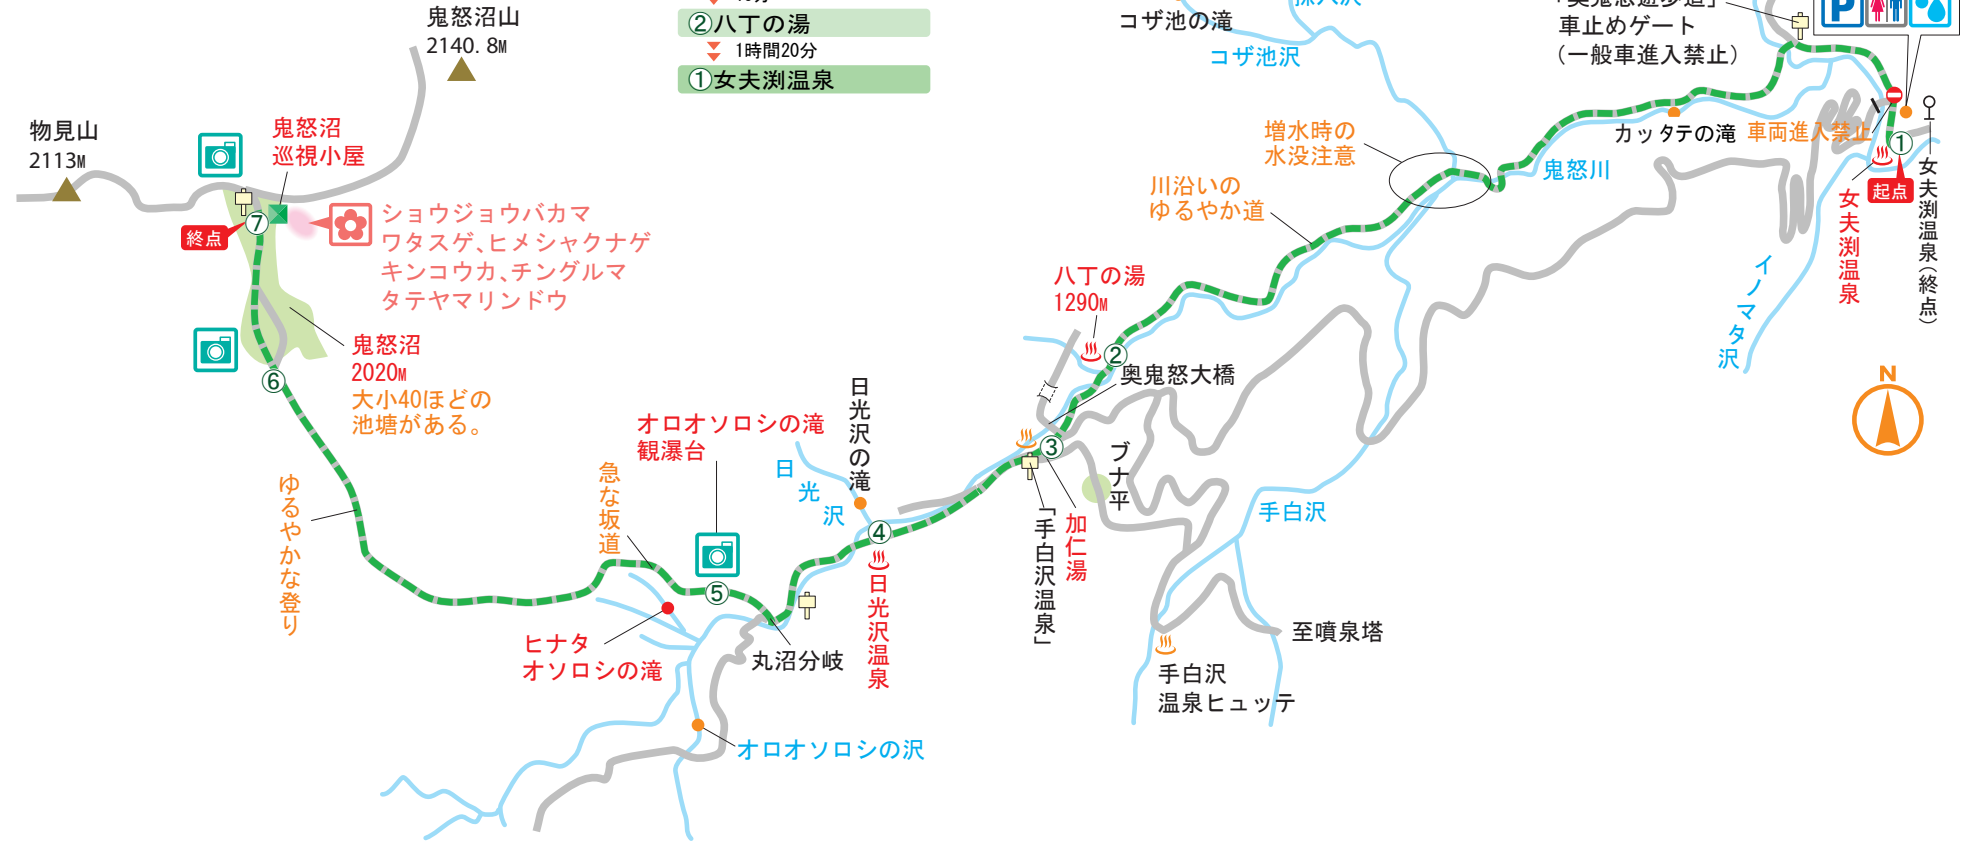 鬼怒沼山
2140.8M
②八丁の湯
1時間20分
①女夫渕温泉
コザ池の滝
コザ池沢
車止めゲート
(一般車進入禁止)
P
物見山
2113M
鬼怒沼
巡視小屋
⑦
終点
ショウジョウバカマ
ワタスゲ、ヒメシャクナゲ
キンコウカ、チングルマ
タテヤマリンドウ
鬼怒沼
2020M
大小40ほどの
池塘がある。
⑥
ゆるやかな登り
急な坂道
オロオソロシの滝
観瀑台
⑤
ヒナタ
オソロシの滝
丸沼分岐
オロオソロシの沢
日光沢
日光沢の滝
④
日光沢温泉
③
「手白沢温泉」
加仁湯
ブナ平
奥鬼怒大橋
②
八丁の湯
1290M
川沿いの
ゆるやか道
増水時の
水没注意
鬼怒川
カッタテの滝
車両進入禁止
①
起点
女夫渕温泉
女夫渕温泉(終点)
イノマタ沢
手白沢
至噴泉塔
手白沢
温泉ヒュッテ
N